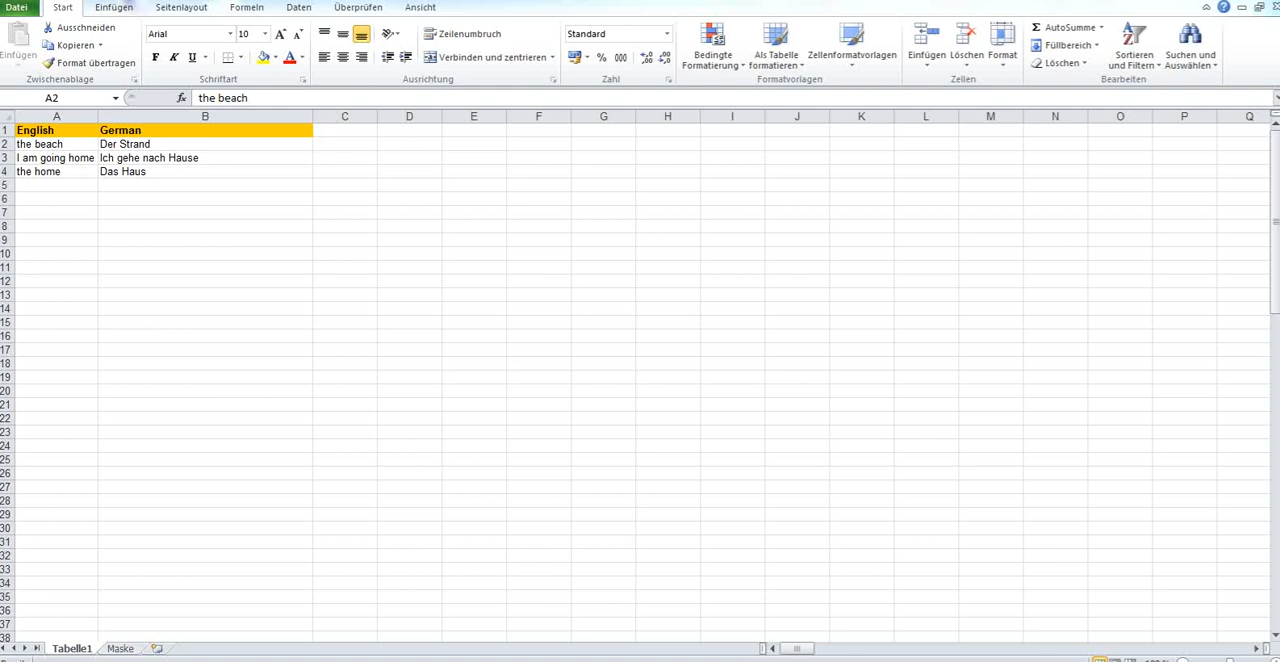 Datei Start Einfügen Seitenlayout Formeln Daten Überprüfen Ansicht
Einfügen
Ausschneiden
Kopieren
Format übertragen
Zwischenablage
Arial 10
F K U
Schriftart
Zeilenumbruch
Verbinden und zentrieren
Ausrichtung
Standard
% 000
Zahl
Bedingte Formatierung
Als Tabelle formatieren
Zellenformatvorlagen
Formatvorlagen
Einfügen Löschen Format
Zellen
Σ AutoSumme
Füllbereich
Löschen
Sortieren und Filtern
Suchen und Auswählen
Bearbeiten
A2 fx the beach
A B C D E F G H I J K L M N O P Q
1 English German
2 the beach Der Strand
3 I am going home Ich gehe nach Hause
4 the home Das Haus
5
6
7
8
9
10
11
12
13
14
15
16
17
18
19
20
21
22
23
24
25
26
27
28
29
30
31
32
33
34
35
36
37
38
Tabelle1 Maske